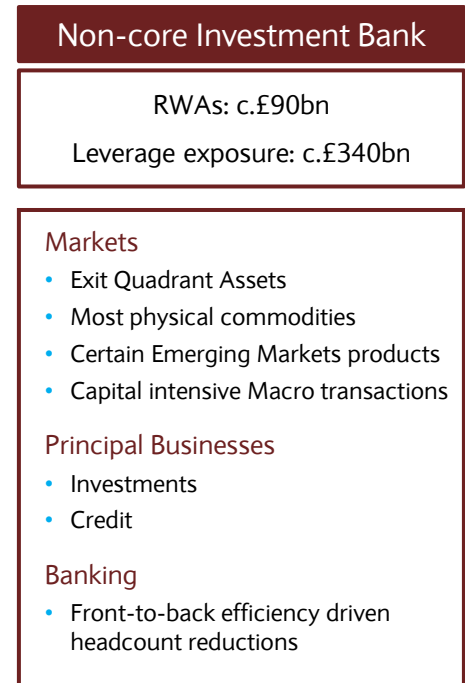 Non-core Investment Bank
RWAs: c.£90bn
Leverage exposure: c.£340bn
Markets
• Exit Quadrant Assets
• Most physical commodities
• Certain Emerging Markets products
• Capital intensive Macro transactions
Principal Businesses
• Investments
• Credit
Banking
• Front-to-back efficiency driven
headcount reductions